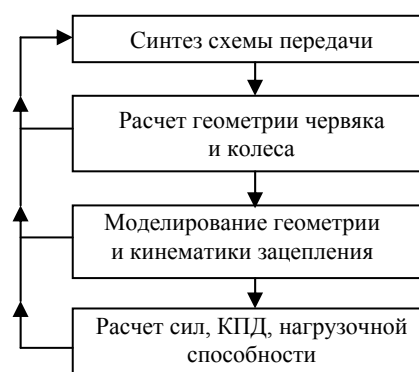 Синтез схемы передачи
Расчет геометрии червяка
и колеса
Моделирование геометрии
и кинематики зацепления
Расчет сил, КПД, нагрузочной
способности